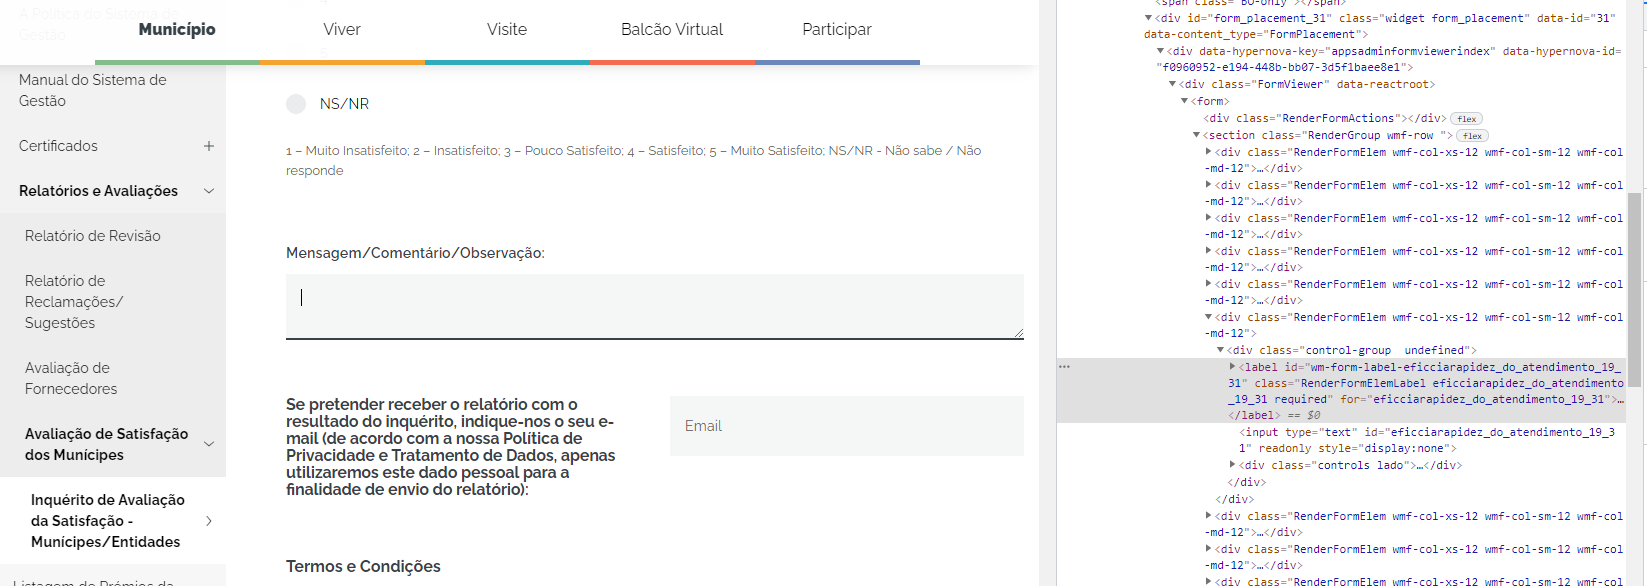 Município
Viver
Visite
Balcão Virtual
Participar
Manual do Sistema de
Gestão
Certificados
Relatórios e Avaliações
Relatório de Revisão
Relatório de
Reclamações/
Sugestões
Avaliação de
Fornecedores
Avaliação de Satisfação
dos Munícipes
Inquérito de Avaliação
da Satisfação -
Munícipes/Entidades
NS/NR
1 – Muito Insatisfeito; 2 – Insatisfeito; 3 – Pouco Satisfeito; 4 – Satisfeito; 5 – Muito Satisfeito; NS/NR - Não sabe / Não
responde
Mensagem/Comentário/Observação:
Se pretender receber o relatório com o
resultado do inquérito, indique-nos o seu e-
mail (de acordo com a nossa Política de
Privacidade e Tratamento de Dados, apenas
utilizaremos este dado pessoal para a
finalidade de envio do relatório):
Email
Termos e Condições
<div id="form_placement_31" class="widget form_placement" data-id="31"
data-content_type="FormPlacement">
<div data-hypernova-key="appsadminformviewerindex" data-hypernova-id=
"f0960952-e194-448b-bb07-3d5f1baee8e1">
<div class="FormViewer" data-reactroot>
<form>
<div class="RenderFormActions"></div> flex
<section class="RenderGroup wmf-row "> flex
<div class="RenderFormElem wmf-col-xs-12 wmf-col-sm-12 wmf-col
-md-12">…</div>
<div class="RenderFormElem wmf-col-xs-12 wmf-col-sm-12 wmf-col
-md-12">…</div>
<div class="RenderFormElem wmf-col-xs-12 wmf-col-sm-12 wmf-col
-md-12">…</div>
<div class="RenderFormElem wmf-col-xs-12 wmf-col-sm-12 wmf-col
-md-12">…</div>
<div class="RenderFormElem wmf-col-xs-12 wmf-col-sm-12 wmf-col
-md-12">…</div>
<div class="RenderFormElem wmf-col-xs-12 wmf-col-sm-12 wmf-col
-md-12">
<div class="control-group  undefined">
<label id="wm-form-label-eficciarapidez_do_atendimento_19_
31" class="RenderFormElemLabel eficciarapidez_do_atendimento
_19_31 required" for="eficciarapidez_do_atendimento_19_31">…
</label> == $0
<input type="text" id="eficciarapidez_do_atendimento_19_3
1" readonly style="display:none">
<div class="controls lado">…</div>
</div>
</div>
<div class="RenderFormElem wmf-col-xs-12 wmf-col-sm-12 wmf-col
-md-12">…</div>
<div class="RenderFormElem wmf-col-xs-12 wmf-col-sm-12 wmf-col
-md-12">…</div>
<div class="RenderFormElem wmf-col-xs-12 wmf-col-sm-12 wmf-col